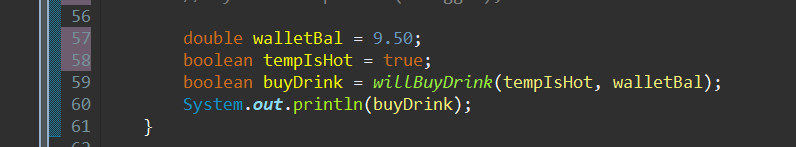 56
57 double walletBal = 9.50;
58 boolean tempIsHot = true;
59 boolean buyDrink = willBuyDrink(tempIsHot, walletBal);
60 System.out.println(buyDrink);
61 }